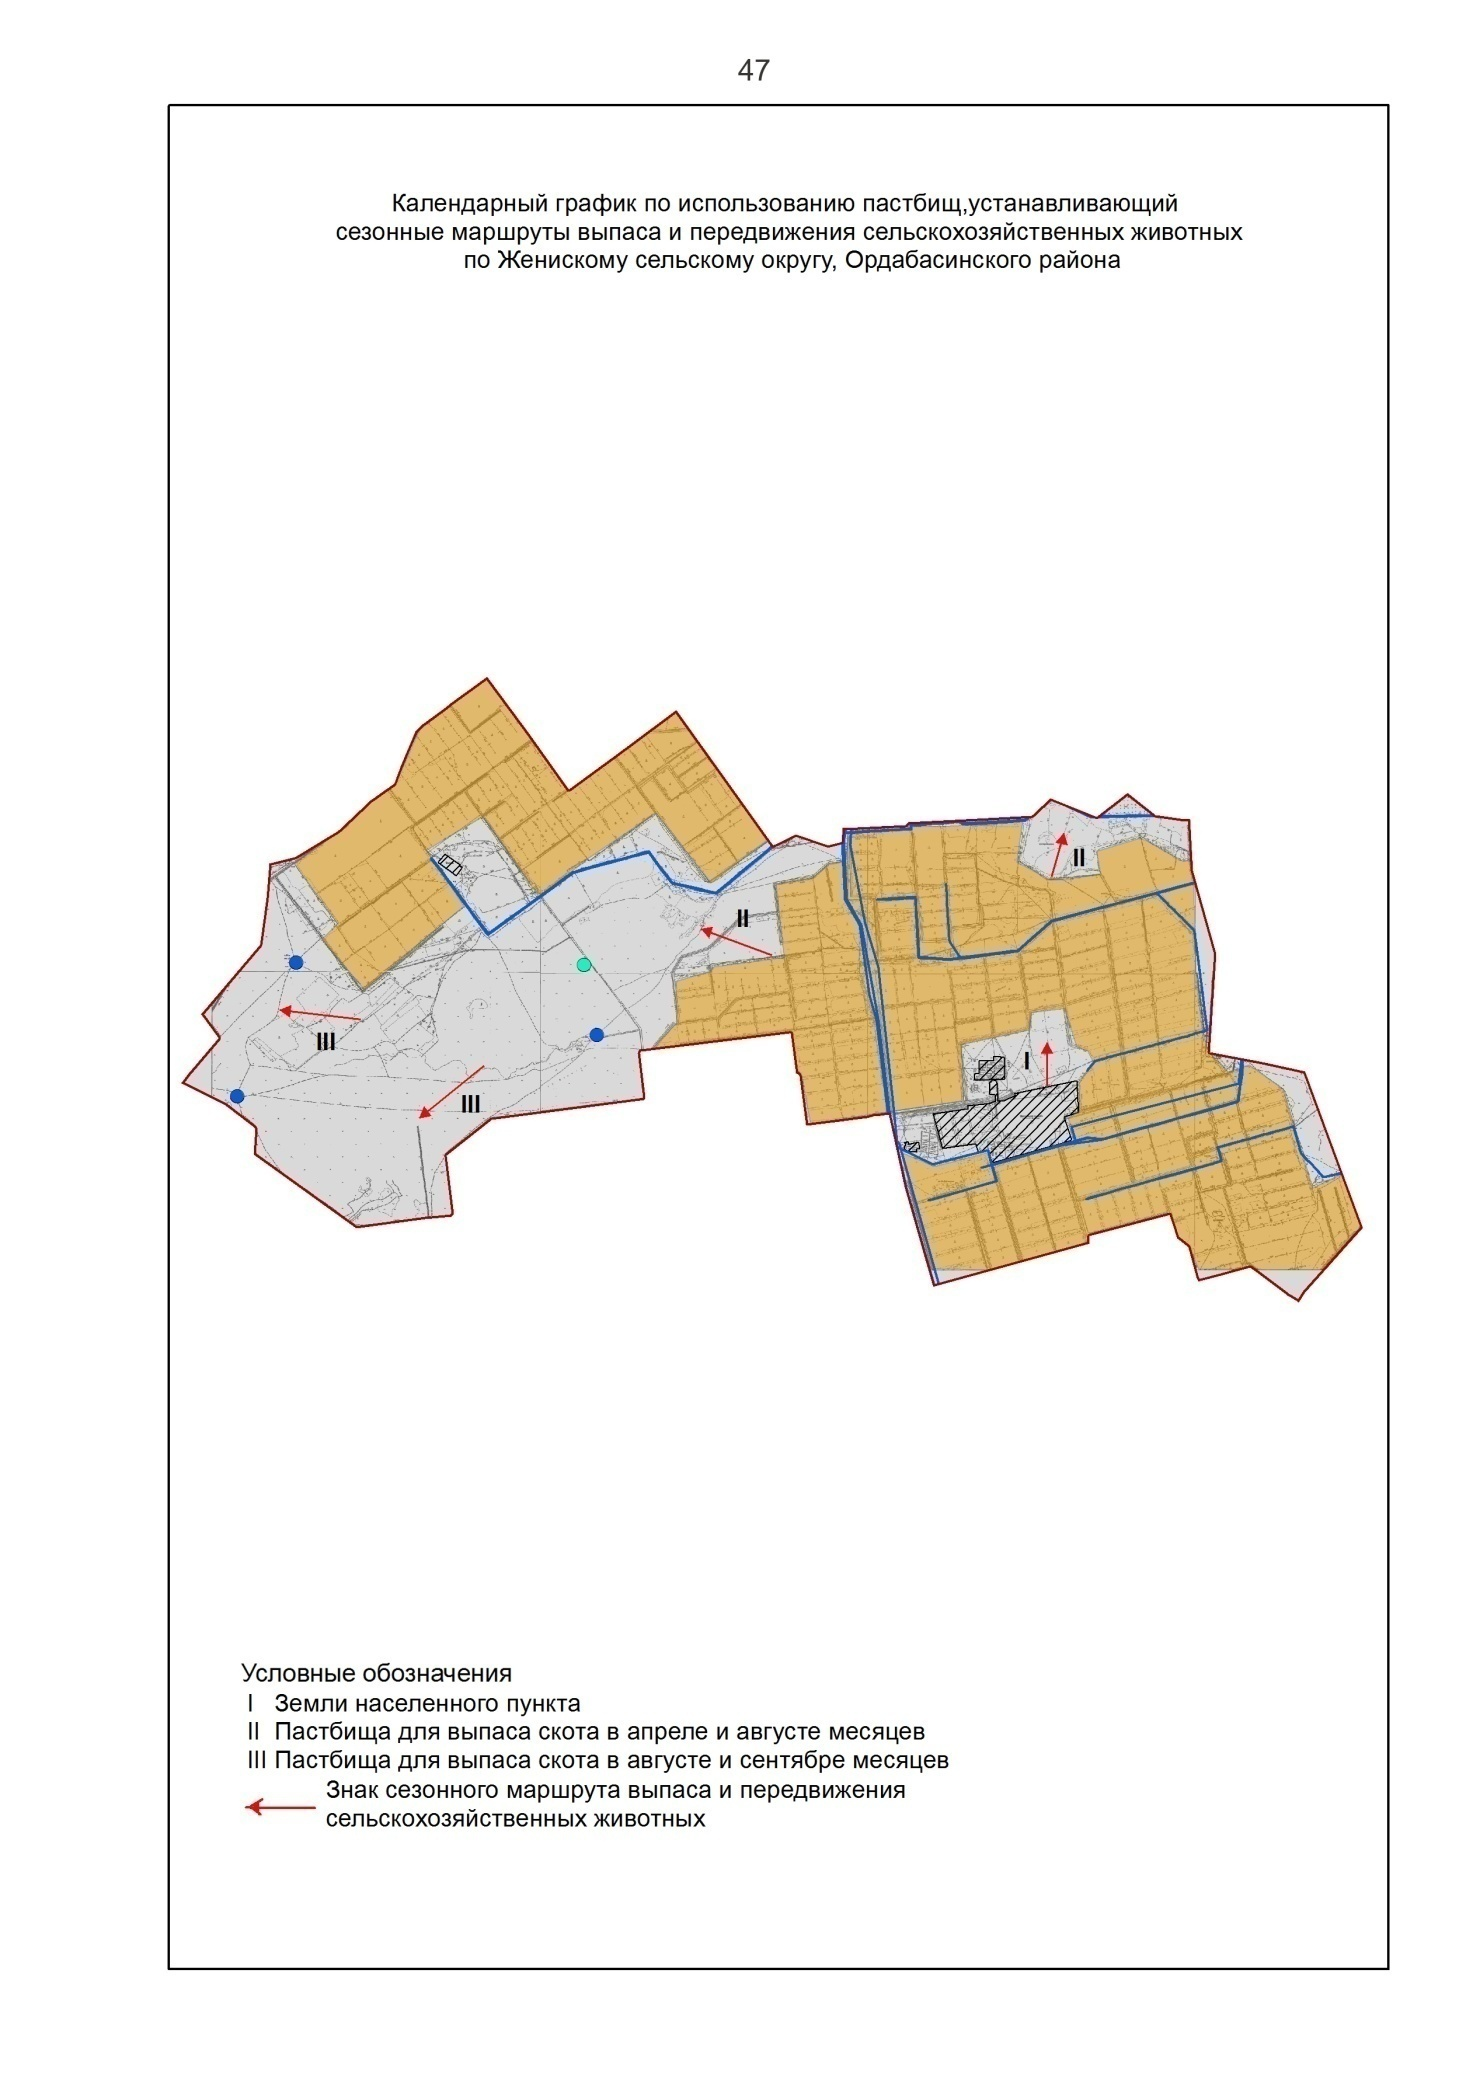 47
Календарный график по использованию пастбищ,устанавливающий
сезонные маршруты выпаса и передвижения сельскохозяйственных животных
по Женискому сельскому округу, Ордабасинского района
II
II
III
I
III
Условные обозначения
I Земли населенного пункта
II Пастбища для выпаса скота в апреле и августе месяцев
III Пастбища для выпаса скота в августе и сентябре месяцев
Знак сезонного маршрута выпаса и передвижения
сельскохозяйственных животных